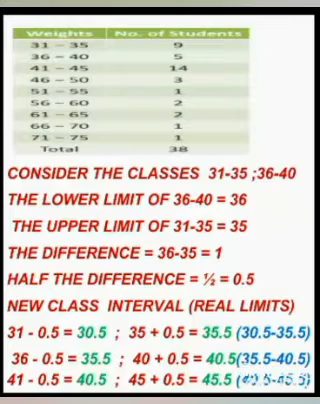 Weights No. of Students
31 - 35 9
36 - 40 5
41 - 45 14
46 - 50 3
51 - 55 1
56 - 60 2
61 - 65 2
66 - 70 1
71 - 75 1
Total 38
CONSIDER THE CLASSES 31-35 ;36-40
THE LOWER LIMIT OF 36-40 = 36
THE UPPER LIMIT OF 31-35 = 35
THE DIFFERENCE = 36-35 = 1
HALF THE DIFFERENCE = ½ = 0.5
NEW CLASS INTERVAL (REAL LIMITS)
31 - 0.5 = 30.5 ; 35 + 0.5 = 35.5 (30.5-35.5)
36 - 0.5 = 35.5 ; 40 + 0.5 = 40.5(35.5-40.5)
41 - 0.5 = 40.5 ; 45 + 0.5 = 45.5 (40.5-45.5)